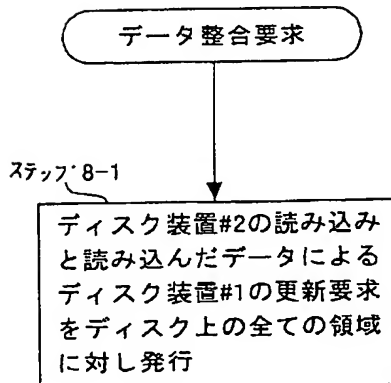 データ整合要求
ステップ8-1
ディスク装置#2の読み込み
と読み込んだデータによる
ディスク装置#1の更新要求
をディスク上の全ての領域
に対し発行